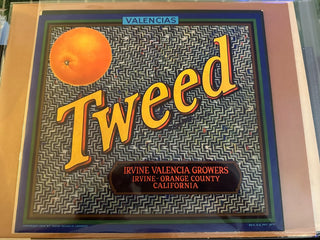 VALENCIAS
Tweed
IRVINE VALENCIA GROWERS
IRVINE - ORANGE COUNTY
CALIFORNIA